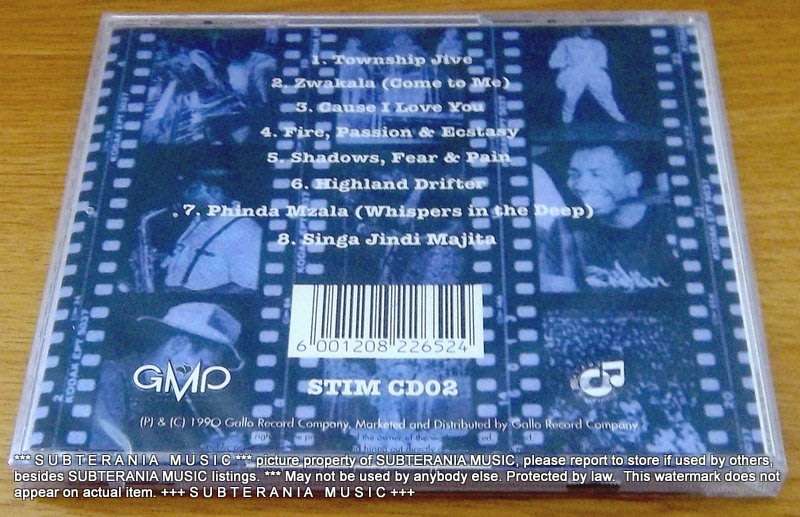 1. Township Jive
2. Zwakala (Come to Me)
3. Cause I Love You
4. Fire, Passion & Ecstasy
5. Shadows, Fear & Pain
6. Highland Drifter
7. Phinda Mzala (Whispers in the Deep)
8. Singa Jindi Majita
6 001208 226524
GMP
STIM CD02
(P) & (C) 1990 Gallo Record Company, Marketed and Distributed by Gallo Record Company
the owner of the
*** S U B T E R A N I A  M U S I C *** picture property of SUBTERANIA MUSIC, please report to store if used by others,
besides SUBTERANIA MUSIC listings. *** May not be used by anybody else. Protected by law.  This watermark does not
appear on actual item. +++ S U B T E R A N I A  M U S I C +++